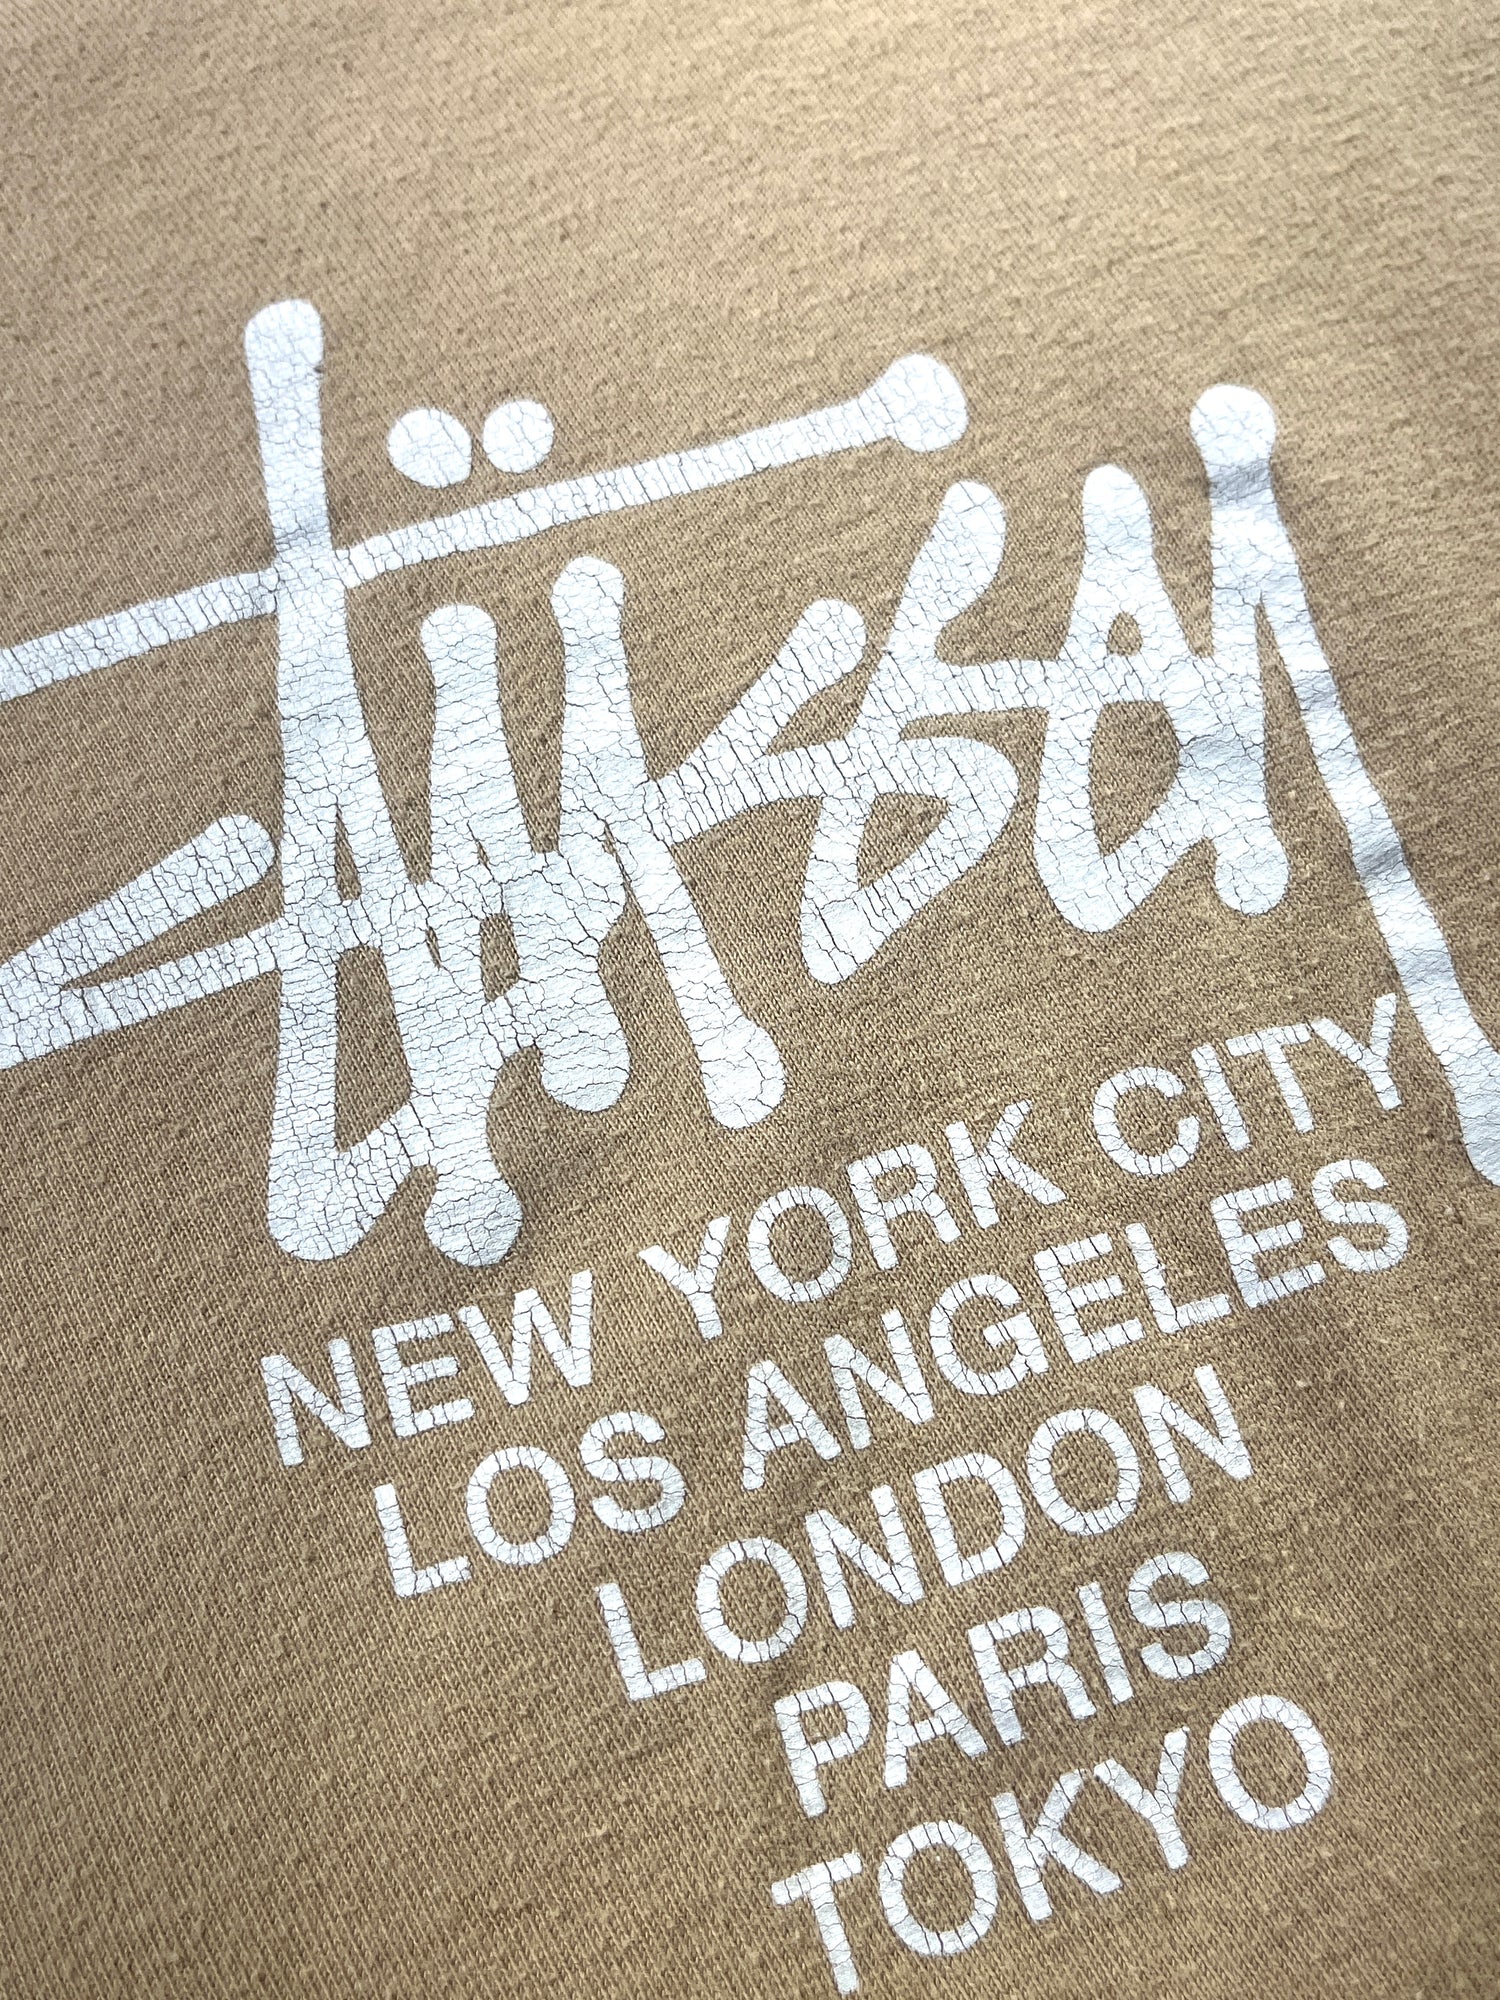 Stüssy
NEW YORK CITY
LOS ANGELES
LONDON
PARIS
TOKYO